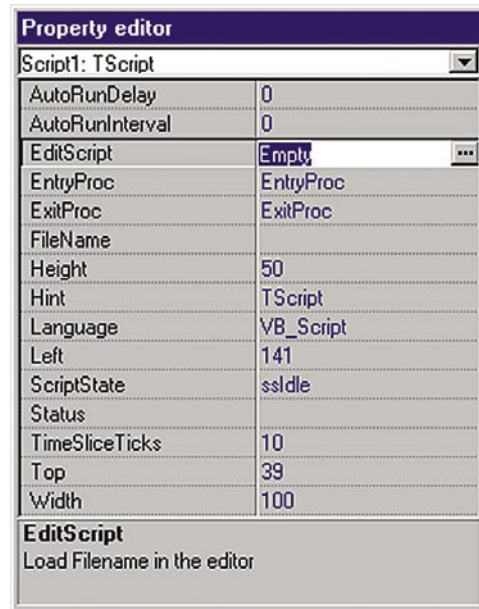 Property editor
Script1: TScript
AutoRunDelay 0
AutoRunInterval 0
EditScript Empty ...
EntryProc EntryProc
ExitProc ExitProc
FileName
Height 50
Hint TScript
Language VB_Script
Left 141
ScriptState ssIdle
Status
TimeSliceTicks 10
Top 39
Width 100
EditScript
Load Filename in the editor